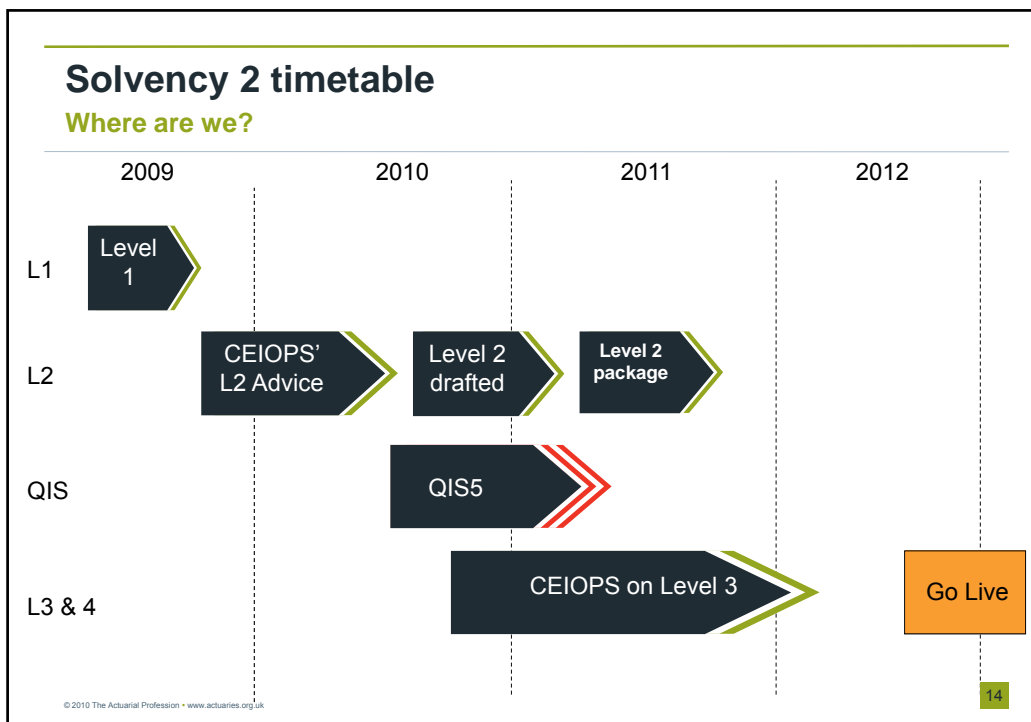 Solvency 2 timetable
Where are we?
2009 2010 2011 2012
L1
Level
1
L2
CEIOPS'
L2 Advice
Level 2
drafted
Level 2
package
QIS
QIS5
L3 & 4
CEIOPS on Level 3
Go Live
© 2010 The Actuarial Profession • www.actuaries.org.uk
14